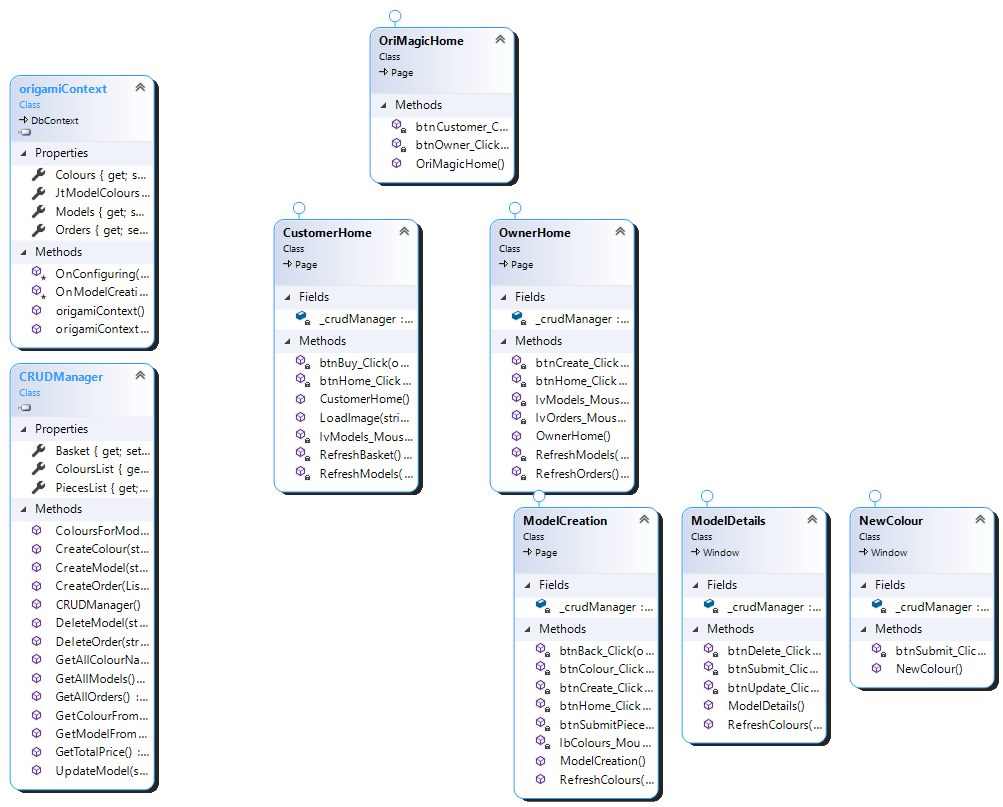 OriMagicHome
Class
Page
Methods
btnCustomer_C...
btnOwner_Click...
OriMagicHome()
origamiContext
Class
DbContext
Properties
Colours { get; s...
JtModelColours...
Models { get; s...
Orders { get; se...
Methods
OnConfiguring(...
OnModelCreati...
origamiContext()
origamiContext...
CustomerHome
Class
Page
Fields
_crudManager :...
Methods
btnBuy_Click(o...
btnHome_Click...
CustomerHome()
LoadImage(stri...
lvModels_Mous...
RefreshBasket()...
RefreshModels(...
OwnerHome
Class
Page
Fields
_crudManager :...
Methods
btnCreate_Click...
btnHome_Click...
lvModels_Mous...
lvOrders_Mous...
OwnerHome()
RefreshModels(...
RefreshOrders()...
CRUDManager
Class
Properties
Basket { get; set...
ColoursList { ge...
PiecesList { get;...
Methods
ColoursForMod...
CreateColour(st...
CreateModel(st...
CreateOrder(Lis...
CRUDManager()
DeleteModel(st...
DeleteOrder(str...
GetAllColourNa...
GetAllModels()...
GetAllOrders() :...
GetColourFrom...
GetModelFrom...
GetTotalPrice() :...
UpdateModel(s...
ModelCreation
Class
Page
Fields
_crudManager :...
Methods
btnBack_Click(o...
btnColour_Click...
btnCreate_Click...
btnHome_Click...
btnSubmitPiece...
lbColours_Mou...
ModelCreation()
RefreshColours(...
ModelDetails
Class
Window
Fields
_crudManager :...
Methods
btnDelete_Click...
btnSubmit_Clic...
btnUpdate_Clic...
ModelDetails()
RefreshColours(...
NewColour
Class
Window
Fields
_crudManager :...
Methods
btnSubmit_Clic...
NewColour()